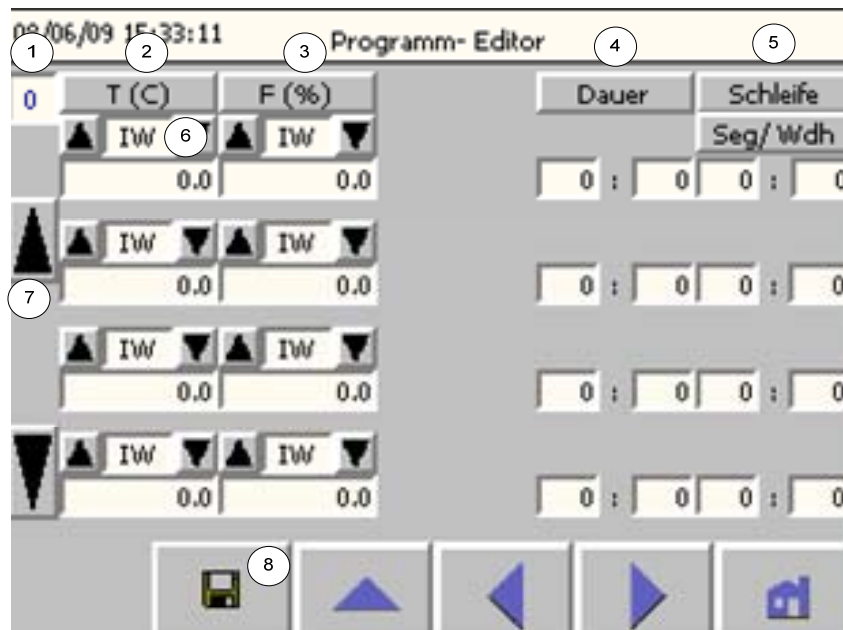 08/06/09 15:33:11 Programm- Editor
1 2 3 4 5
0 T (C) F (%) Dauer Schleife
IW 6 IW Seg/ Wdh
0.0 0.0 0 : 0 0 : 0
IW IW
7 0.0 0.0 0 : 0 0 : 0
IW IW
0.0 0.0 0 : 0 0 : 0
IW IW
0.0 0.0 0 : 0 0 : 0
8